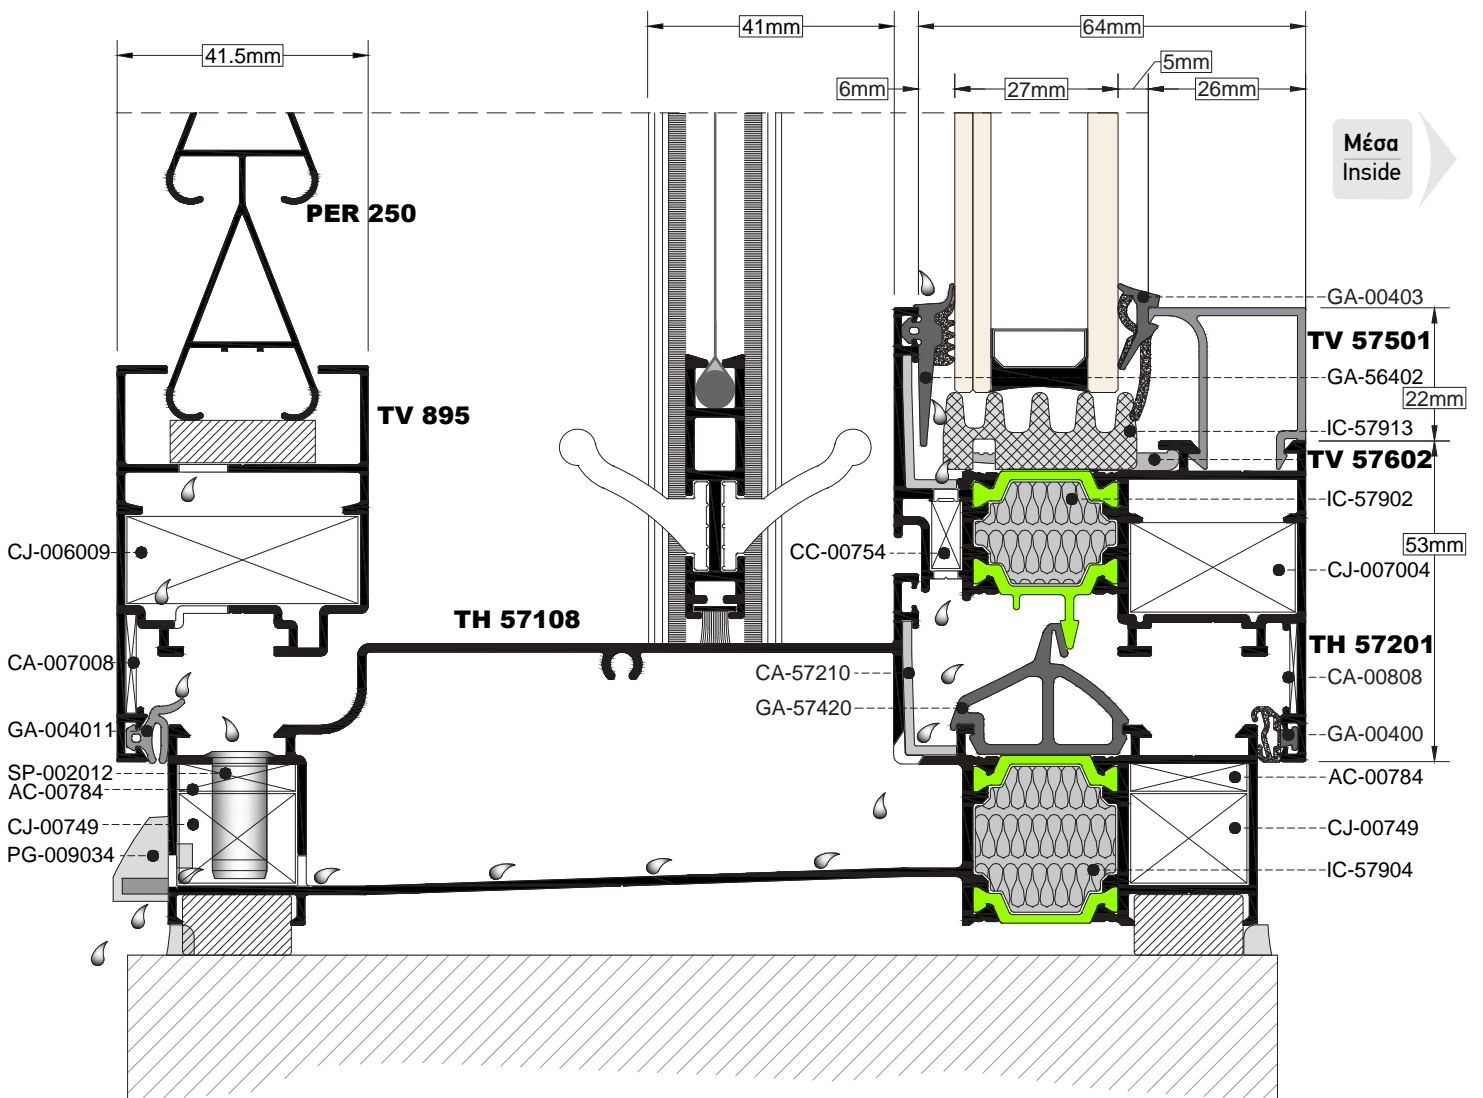 41mm
64mm
41.5mm
5mm
6mm
27mm
26mm
Μέσα
Inside
PER 250
GA-00403
TV 57501
GA-56402
22mm
TV 895
IC-57913
TV 57602
IC-57902
CJ-006009
CC-00754
53mm
CJ-007004
TH 57108
TH 57201
CA-007008
CA-57210
CA-00808
GA-57420
GA-004011
GA-00400
SP-002012
AC-00784
AC-00784
CJ-00749
CJ-00749
PG-009034
IC-57904